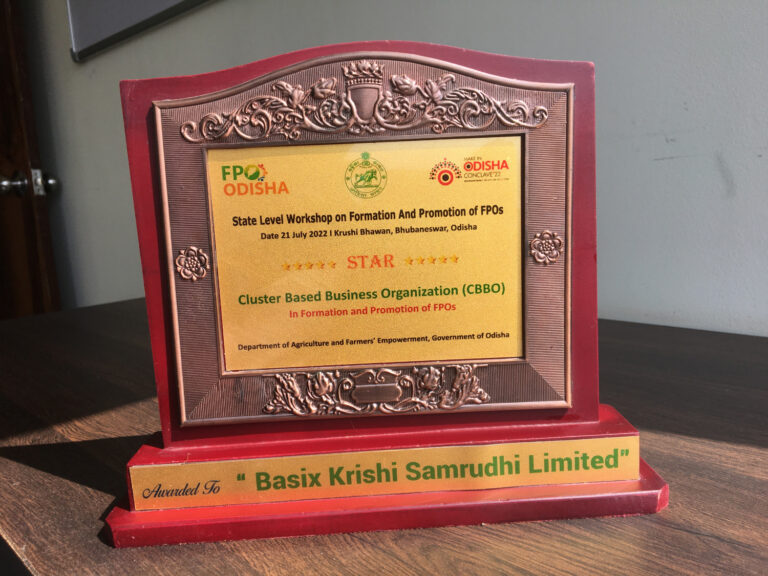 FPO
ODISHA
MAKE IN
ODISHA
CONCLAVE'22
State Level Workshop on Formation And Promotion of FPOs
Date 21 July 2022 I Krushi Bhawan, Bhubaneswar, Odisha
STAR
Cluster Based Business Organization (CBBO)
In Formation and Promotion of FPOs
Department of Agriculture and Farmers' Empowerment, Government of Odisha
Awarded To " Basix Krishi Samrudhi Limited"